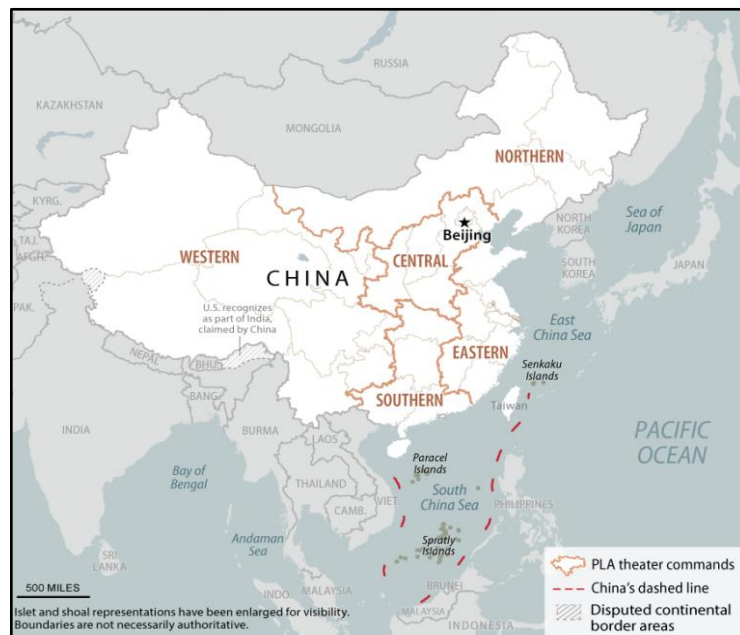 RUSSIA
KAZAKHSTAN
MONGOLIA
NORTHERN
KYRG.
TAJ.
AFGH.
PAK.
WESTERN
CHINA
CENTRAL
Beijing
NORTH
KOREA
SOUTH
KOREA
Sea of
Japan
JAPAN
U.S. recognizes
as part of India,
claimed by China
NEPAL
BHU.
BANG.
INDIA
BURMA
EASTERN
SOUTHERN
East
China Sea
Senkaku
Islands
Taiwan
PACIFIC
OCEAN
LAOS
THAILAND
VIET.
CAMB.
Paracel
Islands
South
China Sea
PHILIPPINES
Bay of
Bengal
Andaman
Sea
Spratly
Islands
SRI
LANKA
BRUNEI
INDO.
MALAYSIA
MALAYSIA
INDONESIA
500 MILES
Islet and shoal representations have been enlarged for visibility.
Boundaries are not necessarily authoritative.
PLA theater commands
China's dashed line
Disputed continental
border areas